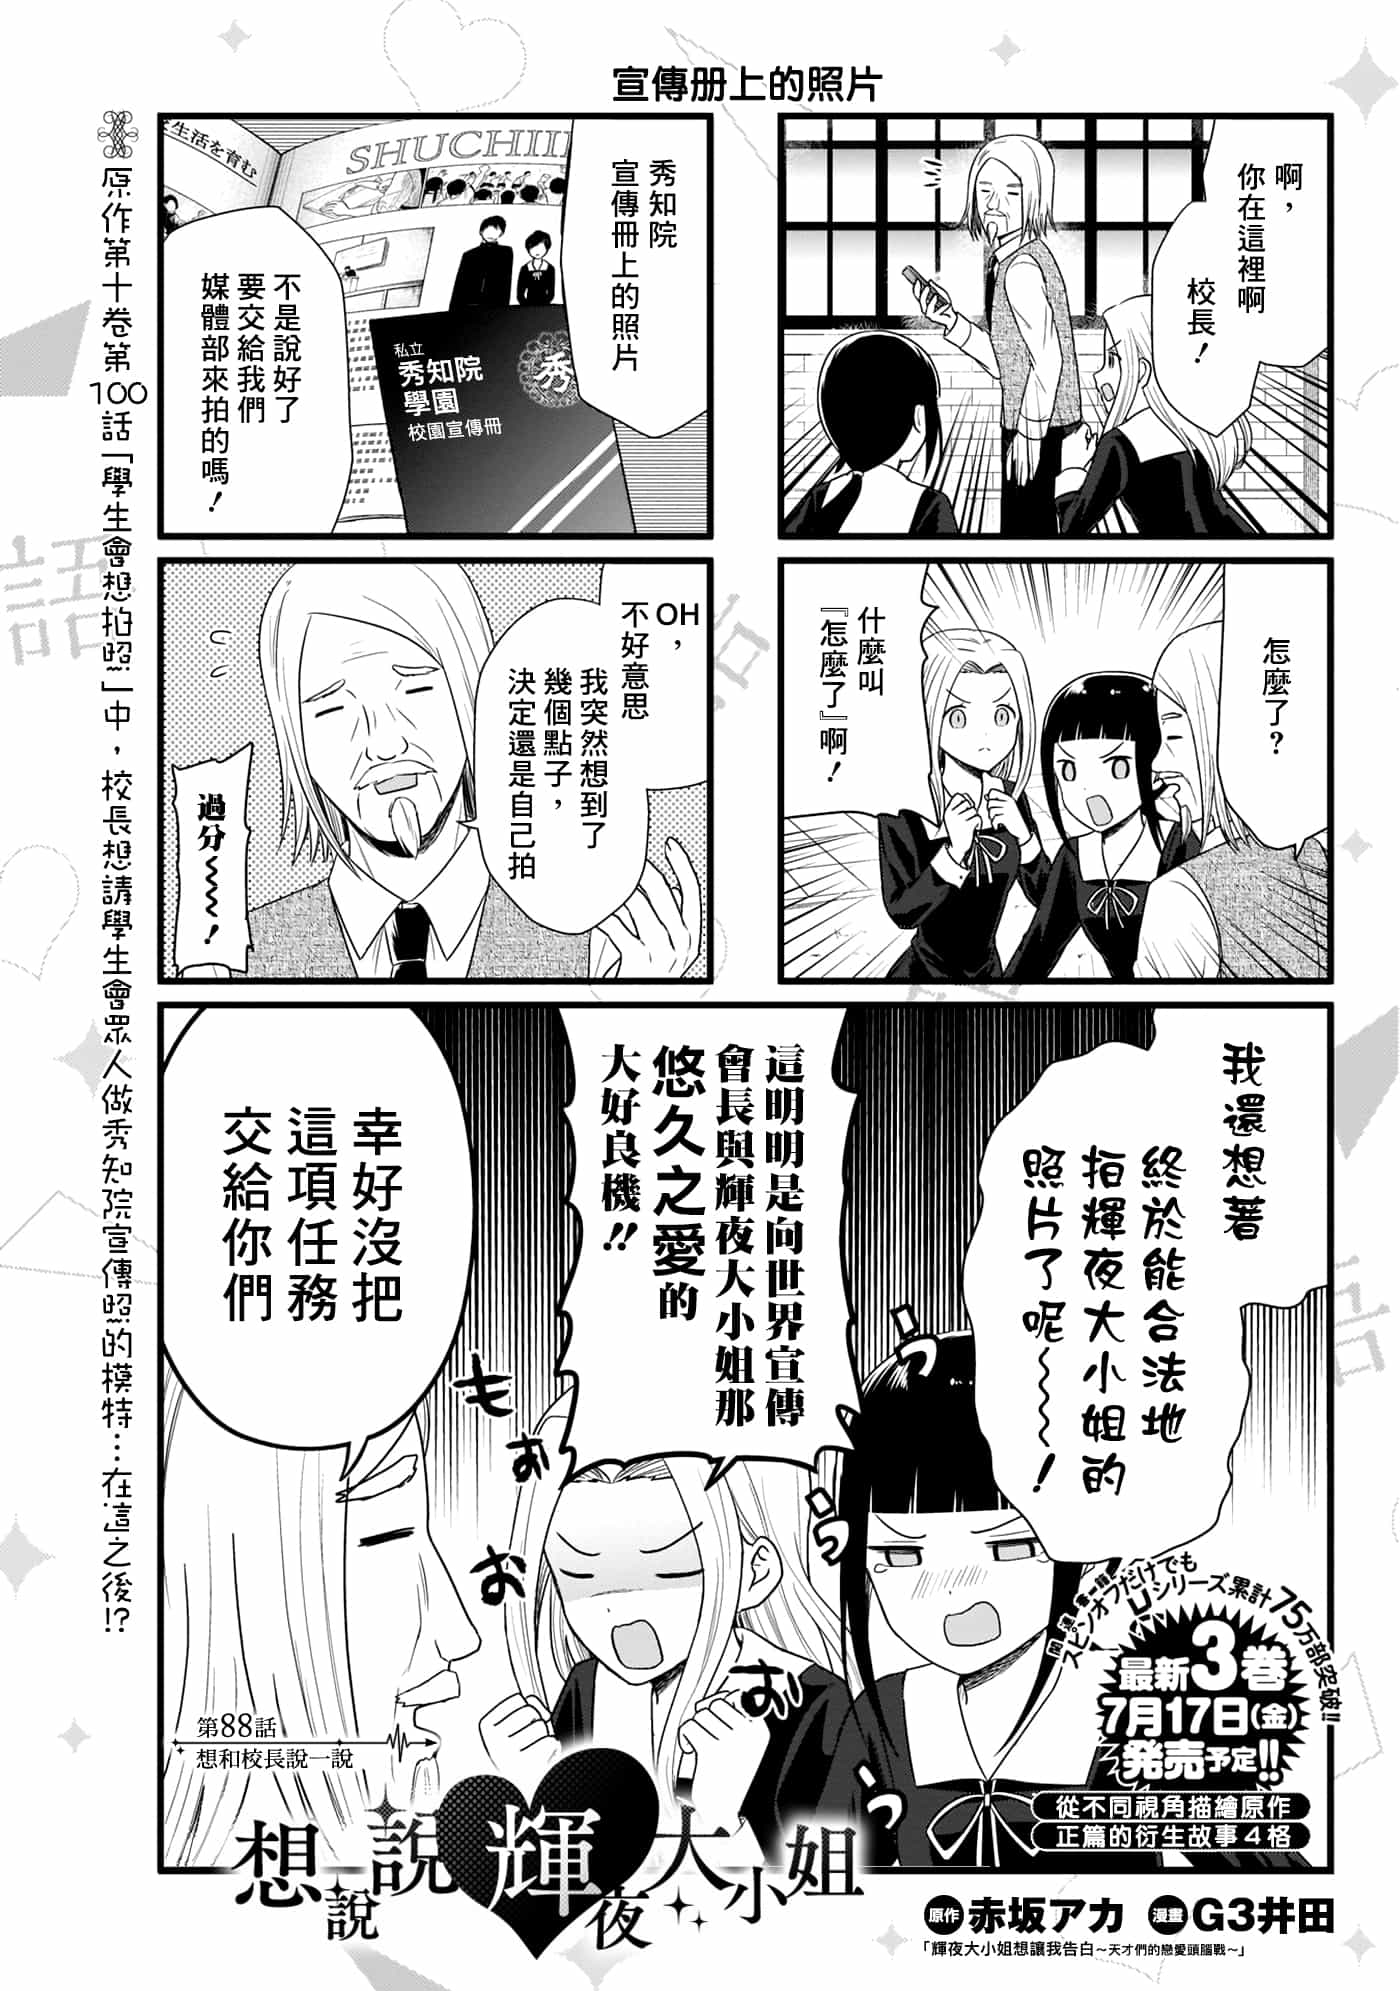 宣傳册上的照片
啊，
你在這裡啊
校長！
秀知院
宣傳冊上的照片
不是說好了
要交給我們
媒體部來拍的嗎！
生活を育む
SHUCHIIN
私立
秀知院
學園
校園宣傳冊
秀
怎麼了？
什麼叫
『怎麼了』啊！
OH，
不好意思
我突然想到了
幾個點子，
決定還是自己拍
過分～～～！
我還想著
終於能合法地
拍輝夜大小姐的
照片了呢～～～！
這明明是向世界宣傳
會長與輝夜大小姐那
悠久之愛的
大好良機!!
幸好沒把
這項任務
交給你們
もぉぉぉ
うっうっ
原作第十卷第100話「學生會想拍照」中，校長想請學生會眾人做秀知院宣傳照的模特…在這之後!?
スピンオフだけでも
シリーズ累計75万部突破!!
最新3巻
7月17日(金)
発売予定!!
從不同視角描繪原作
正篇的衍生故事4格
第88話
想和校長說一說
想說說輝夜大小姐
原作 赤坂アカ 漫畫 G3井田
「輝夜大小姐想讓我告白~天才們的戀愛頭腦戰~」